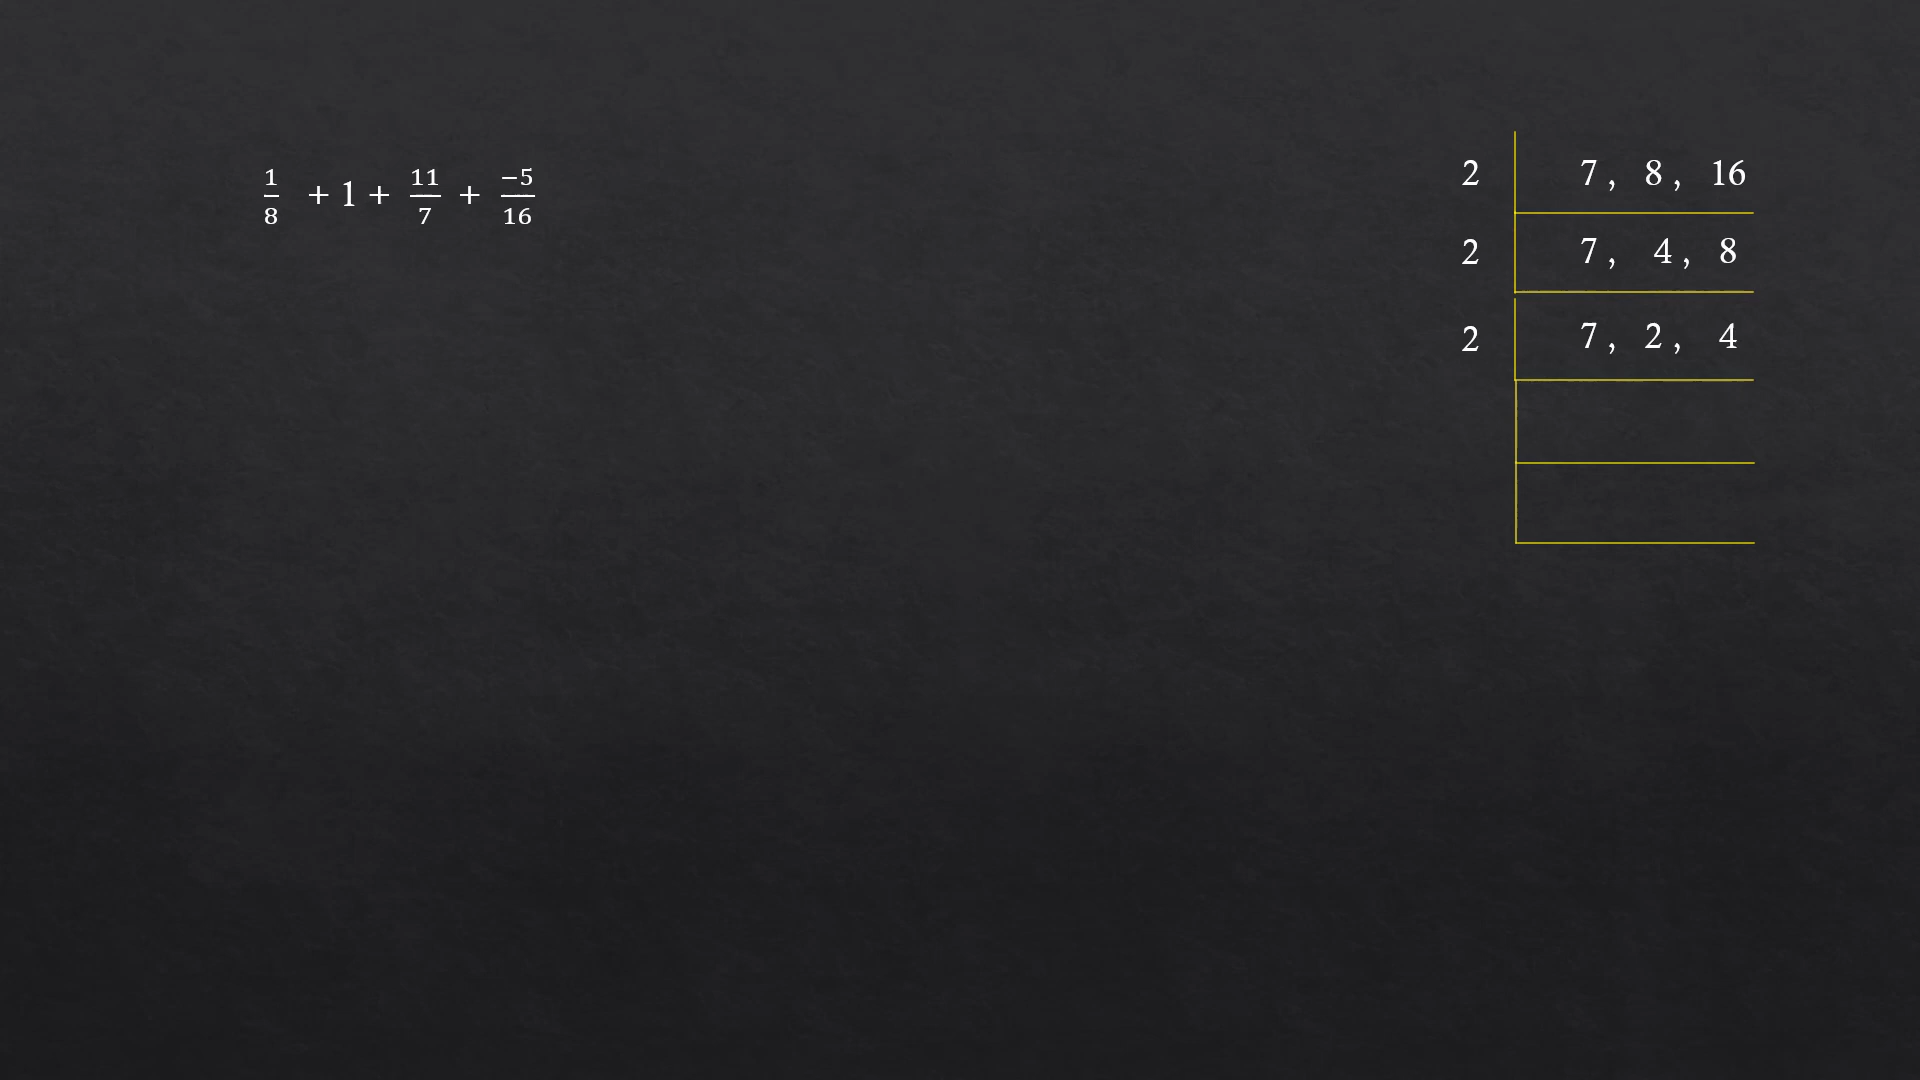 1/8 + 1 + 11/7 + −5/16
2 7 , 8 , 16
2 7 , 4 , 8
2 7 , 2 , 4